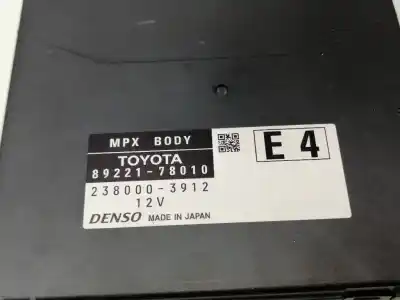 MPX BODY
TOYOTA
89221-78010
238000-3912
12V
DENSO MADE IN JAPAN
E4